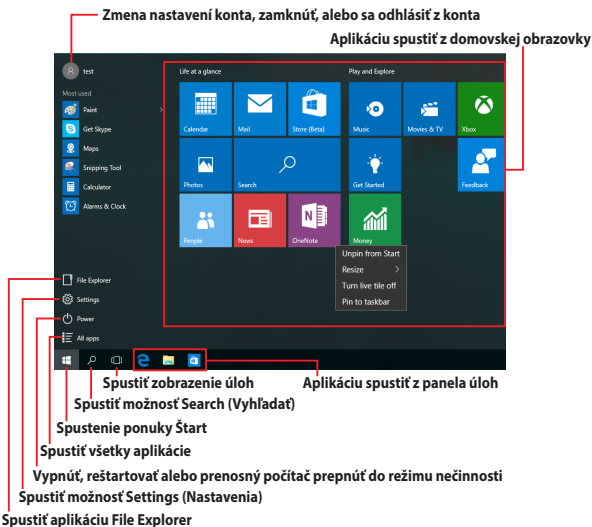 Zmena nastavení konta, zamknúť, alebo sa odhlásiť z konta
Aplikáciu spustiť z domovskej obrazovky
test
Most used
Paint
Get Skype
Maps
Snipping Tool
Calculator
Alarms & Clock
File Explorer
Settings
Power
All apps
Life at a glance
Play and Explore
Calendar
Mail
Store (Beta)
Music
Movies & TV
Xbox
Photos
Search
Get Started
Feedback
People
News
OneNote
Money
Unpin from Start
Resize
Turn live tile off
Pin to taskbar
Spustiť zobrazenie úloh
Aplikáciu spustiť z panela úloh
Spustiť možnosť Search (Vyhľadať)
Spustenie ponuky Štart
Spustiť všetky aplikácie
Vypnúť, reštartovať alebo prenosný počítač prepnúť do režimu nečinnosti
Spustiť možnosť Settings (Nastavenia)
Spustiť aplikáciu File Explorer